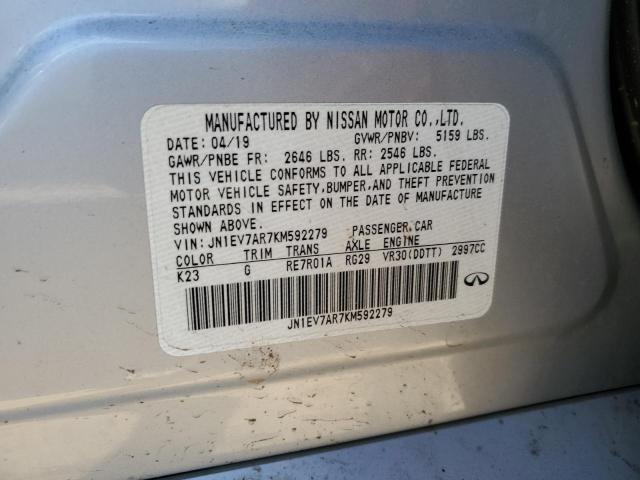 MANUFACTURED BY NISSAN MOTOR CO.,LTD.
DATE: 04/19 GVWR/PNBV: 5159 LBS.
GAWR/PNBE FR: 2646 LBS. RR: 2546 LBS.
THIS VEHICLE CONFORMS TO ALL APPLICABLE FEDERAL
MOTOR VEHICLE SAFETY,BUMPER,AND THEFT PREVENTION
STANDARDS IN EFFECT ON THE DATE OF MANUFACTURE
SHOWN ABOVE.
VIN: JN1EV7AR7KM592279 PASSENGER CAR
COLOR TRIM TRANS AXLE ENGINE
K23 G RE7R01A RG29 VR30(DDTT) 2997CC
JN1EV7AR7KM592279